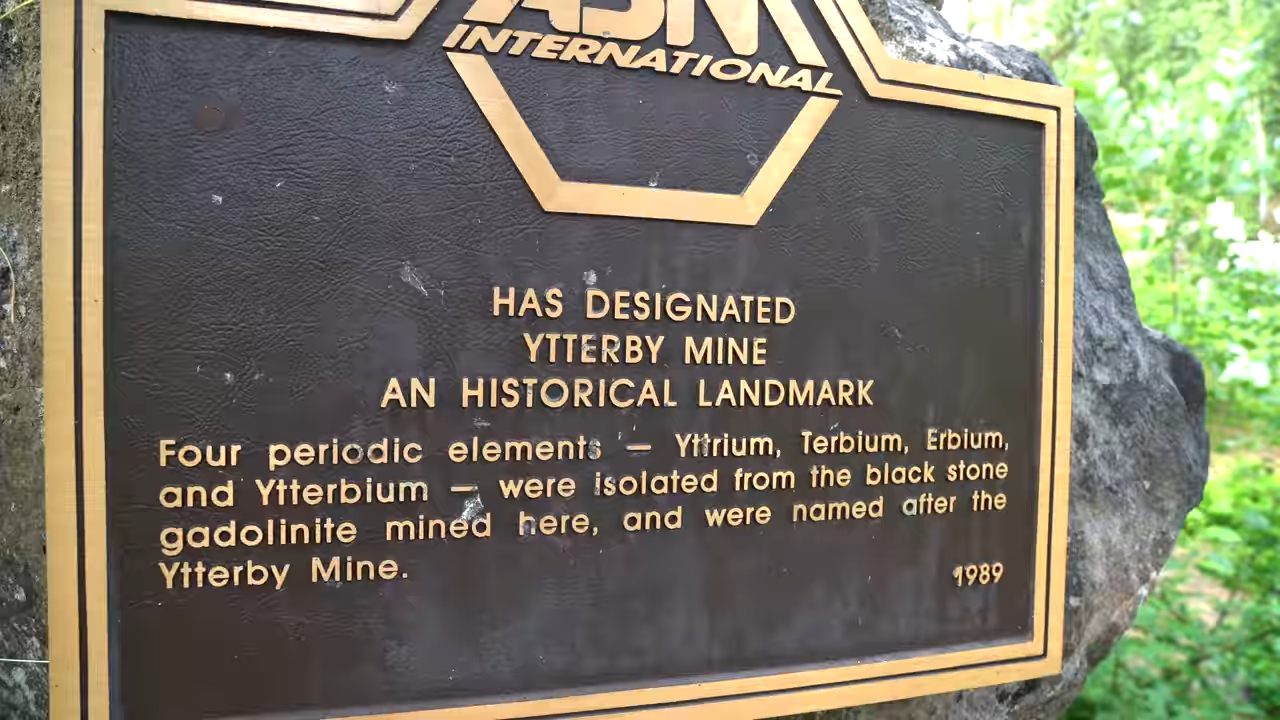 ASM
INTERNATIONAL
HAS DESIGNATED
YTTERBY MINE
AN HISTORICAL LANDMARK
Four periodic elements — Yttrium, Terbium, Erbium,
and Ytterbium — were isolated from the black stone
gadolinite mined here, and were named after the
Ytterby Mine.
1989